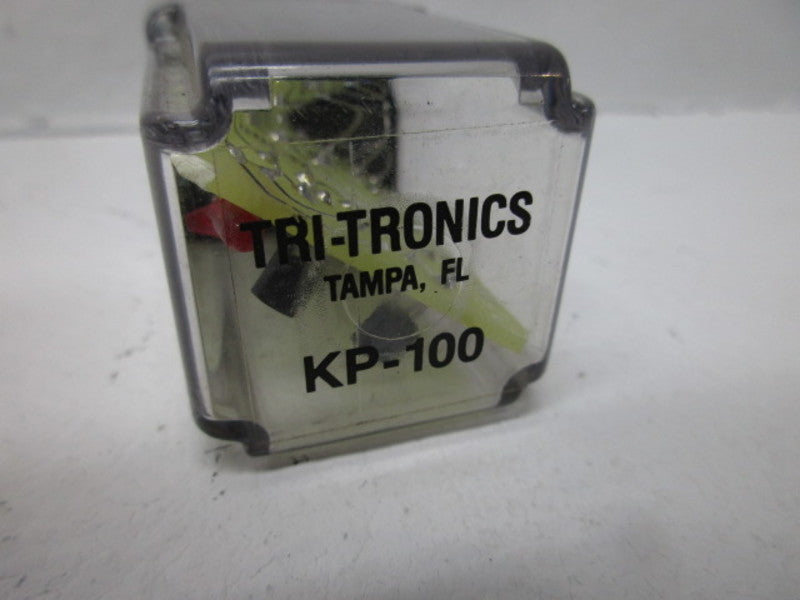 TRI-TRONICS
TAMPA, FL
KP-100